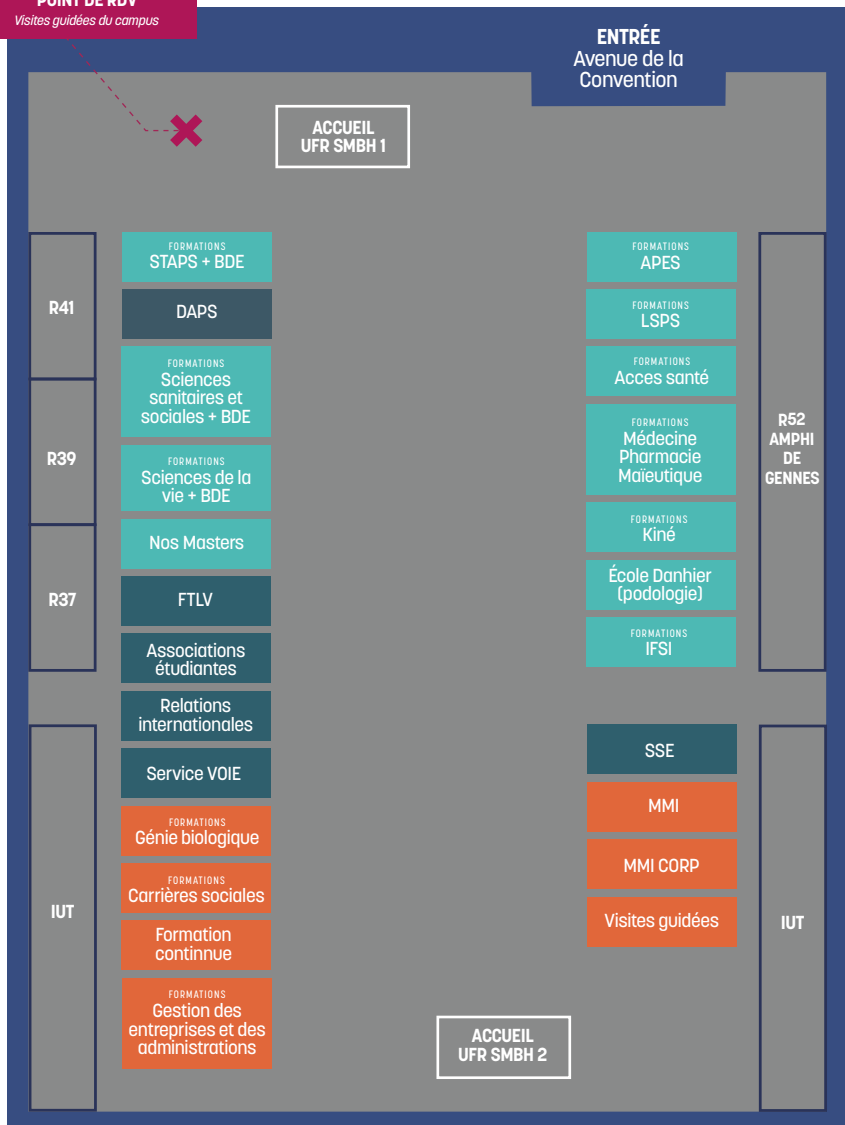 POINT DE RDV
Visites guidées du campus
ENTRÉE
Avenue de la
Convention
ACCUEIL
UFR SMBH 1
R41
R39
R37
IUT
FORMATIONS
STAPS + BDE
DAPS
FORMATIONS
Sciences
sanitaires et
sociales + BDE
FORMATIONS
Sciences de la
vie + BDE
Nos Masters
FTLV
Associations
étudiantes
Relations
internationales
Service VOIE
FORMATIONS
Génie biologique
FORMATIONS
Carrières sociales
Formation
continue
FORMATIONS
Gestion des
entreprises et des
administrations
FORMATIONS
APES
FORMATIONS
LSPS
FORMATIONS
Acces santé
FORMATIONS
Médecine
Pharmacie
Maïeutique
FORMATIONS
Kiné
École Danhier
(podologie)
FORMATIONS
IFSI
SSE
MMI
MMI CORP
Visites guidées
R52
AMPHI
DE
GENNES
IUT
ACCUEIL
UFR SMBH 2